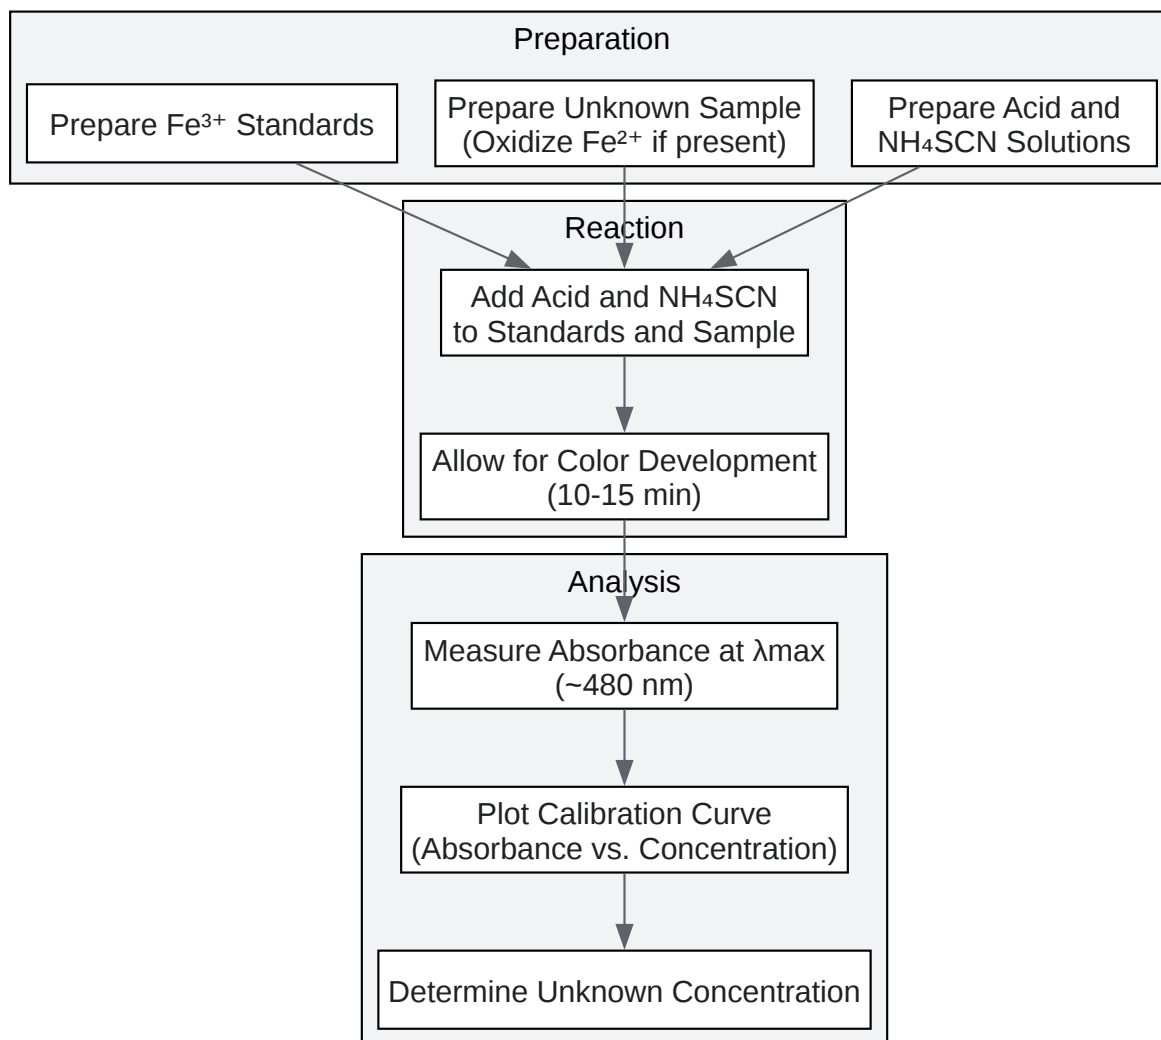 Preparation
Prepare Fe³⁺ Standards
Prepare Unknown Sample
(Oxidize Fe²⁺ if present)
Prepare Acid and
NH₄SCN Solutions
Reaction
Add Acid and NH₄SCN
to Standards and Sample
Allow for Color Development
(10-15 min)
Analysis
Measure Absorbance at λmax
(~480 nm)
Plot Calibration Curve
(Absorbance vs. Concentration)
Determine Unknown Concentration